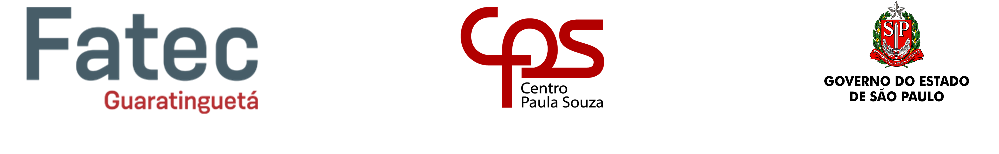 Fatec
Guaratinguetá
cps
Centro
Paula Souza
SP
PRO·BRASILIA·FIANT·EXIMIA
GOVERNO DO ESTADO
DE SÃO PAULO